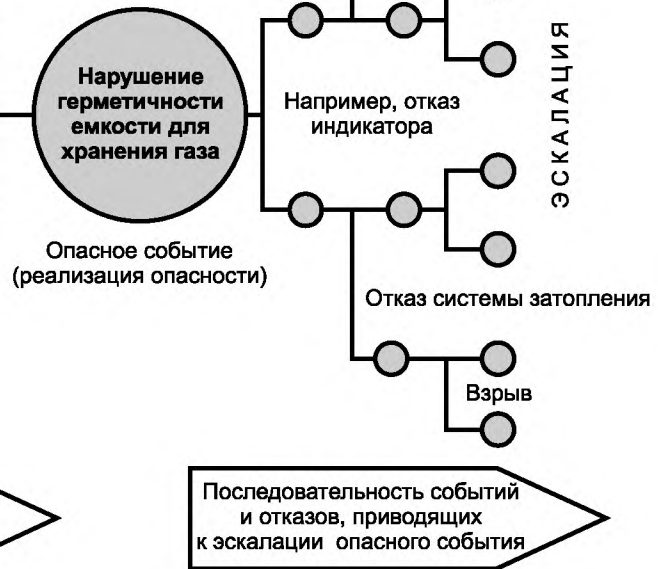 Нарушение
герметичности
емкости для
хранения газа
Например, отказ
индикатора
ЭСКАЛАЦИЯ
Опасное событие
(реализация опасности)
Отказ системы затопления
Взрыв
Последовательность событий
и отказов, приводящих
к эскалации опасного события